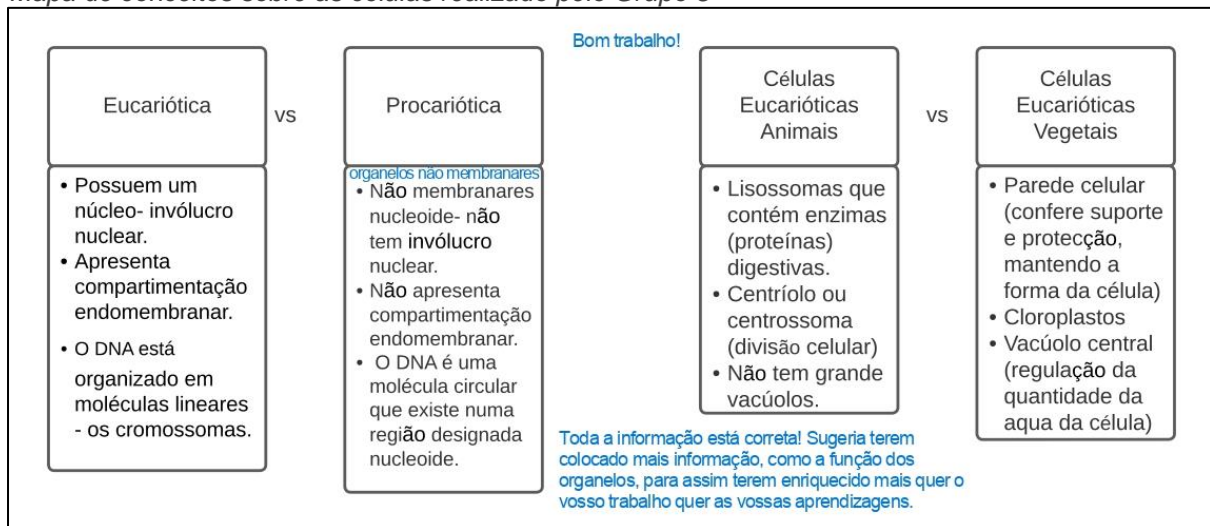 Mapa de conceitos sobre as células realizado pelo Grupo 3
Bom trabalho!
Eucariótica
vs
Procariótica
Células
Eucarióticas
Animais
vs
Células
Eucarióticas
Vegetais
• Possuem um
núcleo- invólucro
nuclear.
• Apresenta
compartimentação
endomembranar.
• O DNA está
organizado em
moléculas lineares
- os cromossomas.
organelos não membranares
• Não membranares
nucleoide- não
tem invólucro
nuclear.
• Não apresenta
compartimentação
endomembranar.
• O DNA é uma
molécula circular
que existe numa
região designada
nucleoide.
• Lisossomas que
contém enzimas
(proteínas)
digestivas.
• Centríolo ou
centrossoma
(divisão celular)
• Não tem grande
vacúolos.
• Parede celular
(confere suporte
e protecção,
mantendo a
forma da célula)
• Cloroplastos
• Vacúolo central
(regulação da
quantidade da
aqua da célula)
Toda a informação está correta! Sugeria terem
colocado mais informação, como a função dos
organelos, para assim terem enriquecido mais quer o
vosso trabalho quer as vossas aprendizagens.